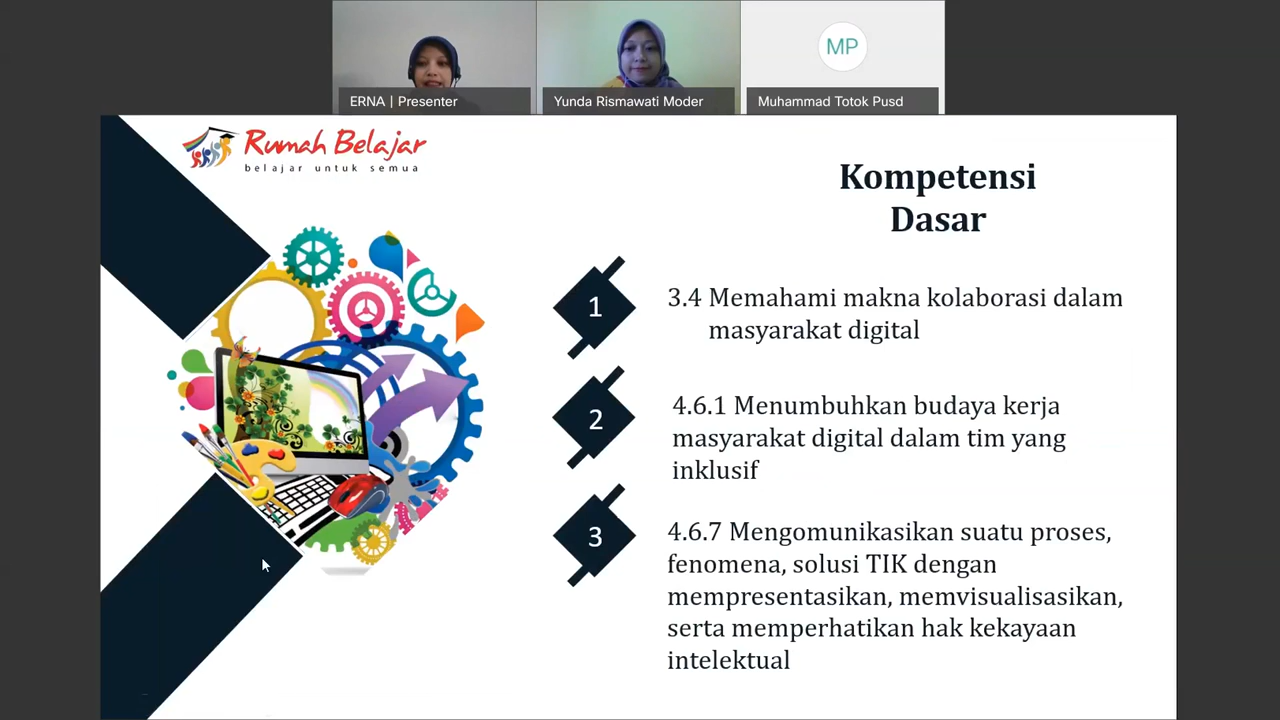 MP
ERNA | Presenter
Yunda Rismawati Moder
Muhammad Totok Pusd
Rumah Belajar
belajar untuk semua
Kompetensi
Dasar
1
3.4 Memahami makna kolaborasi dalam
masyarakat digital
2
4.6.1 Menumbuhkan budaya kerja
masyarakat digital dalam tim yang
inklusif
3
4.6.7 Mengomunikasikan suatu proses,
fenomena, solusi TIK dengan
mempresentasikan, memvisualisasikan,
serta memperhatikan hak kekayaan
intelektual